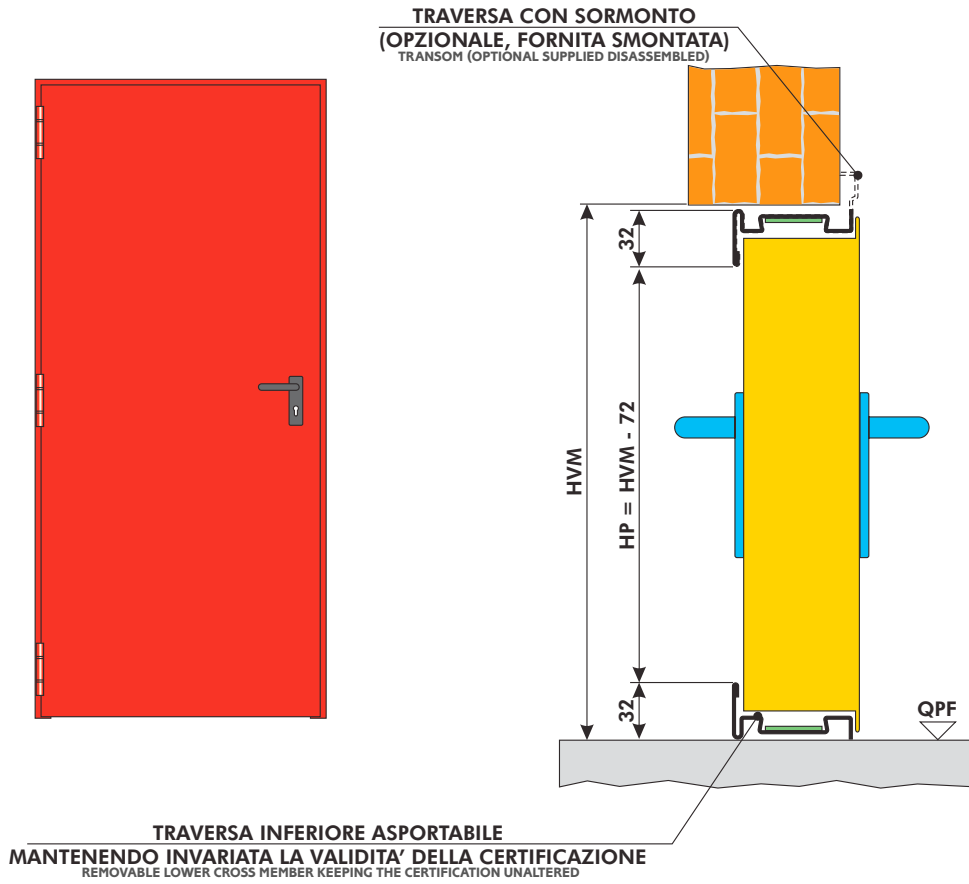 TRAVERSA CON SORMONTO
(OPZIONALE, FORNITA SMONTATA)
TRANSOM (OPTIONAL SUPPLIED DISASSEMBLED)
32
HVM
HP = HVM - 72
32
QPF
TRAVERSA INFERIORE ASPORTABILE
MANTENENDO INVARIATA LA VALIDITA’ DELLA CERTIFICAZIONE
REMOVABLE LOWER CROSS MEMBER KEEPING THE CERTIFICATION UNALTERED